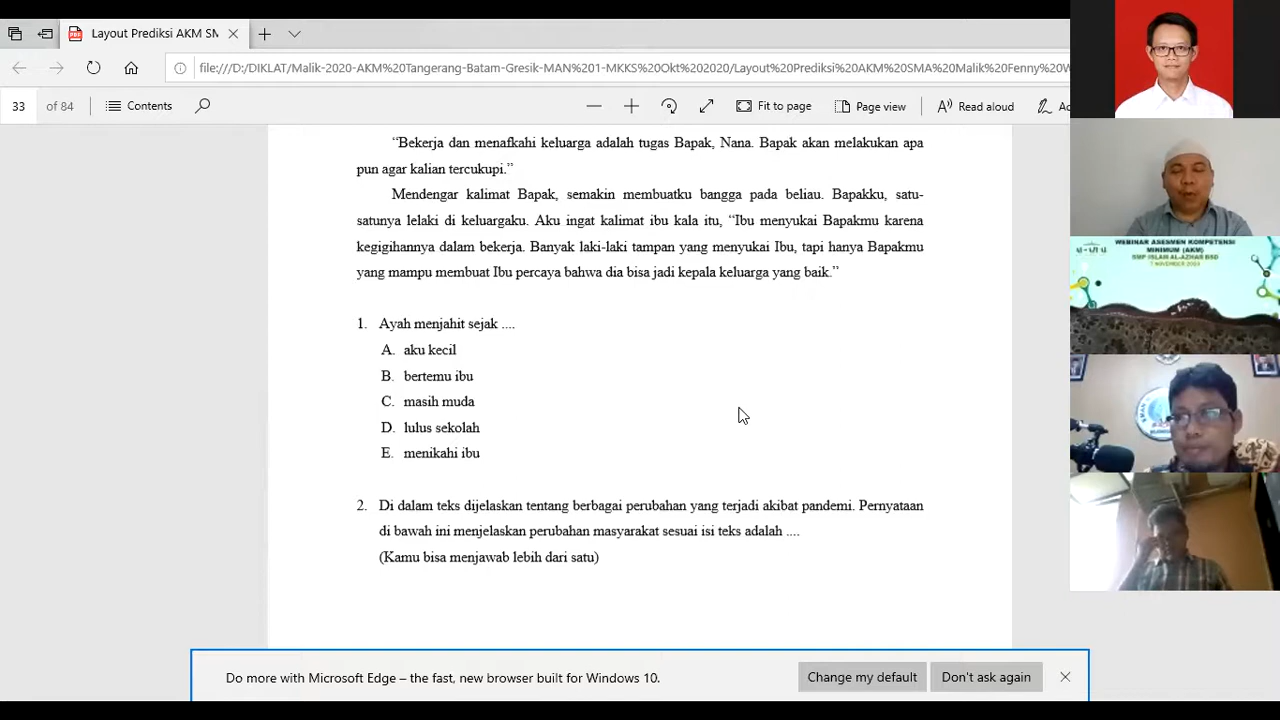 Layout Prediksi AKM SM
file:///D:/DIKLAT/Malik-2020-AKM%20Tangerang-Batam-Gresik-MAN%201-MKKS%20Okt%202020/Layout%20Prediksi%20AKM%20SMA%20Malik%20Fenny%20W
33 of 84 Contents Fit to page Page view Read aloud
“Bekerja dan menafkahi keluarga adalah tugas Bapak, Nana. Bapak akan melakukan apa
pun agar kalian tercukupi.”
Mendengar kalimat Bapak, semakin membuatku bangga pada beliau. Bapakku, satu-
satunya lelaki di keluargaku. Aku ingat kalimat ibu kala itu, “Ibu menyukai Bapakmu karena
kegigihannya dalam bekerja. Banyak laki-laki tampan yang menyukai Ibu, tapi hanya Bapakmu
yang mampu membuat Ibu percaya bahwa dia bisa jadi kepala keluarga yang baik.”
1. Ayah menjahit sejak ....
A. aku kecil
B. bertemu ibu
C. masih muda
D. lulus sekolah
E. menikahi ibu
2. Di dalam teks dijelaskan tentang berbagai perubahan yang terjadi akibat pandemi. Pernyataan
di bawah ini menjelaskan perubahan masyarakat sesuai isi teks adalah ....
(Kamu bisa menjawab lebih dari satu)
Do more with Microsoft Edge – the fast, new browser built for Windows 10. Change my default Don't ask again
WEBINAR ASESMEN KOMPETENSI
MINIMUM (AKM)
SMP ISLAM AL-AZHAR BSD